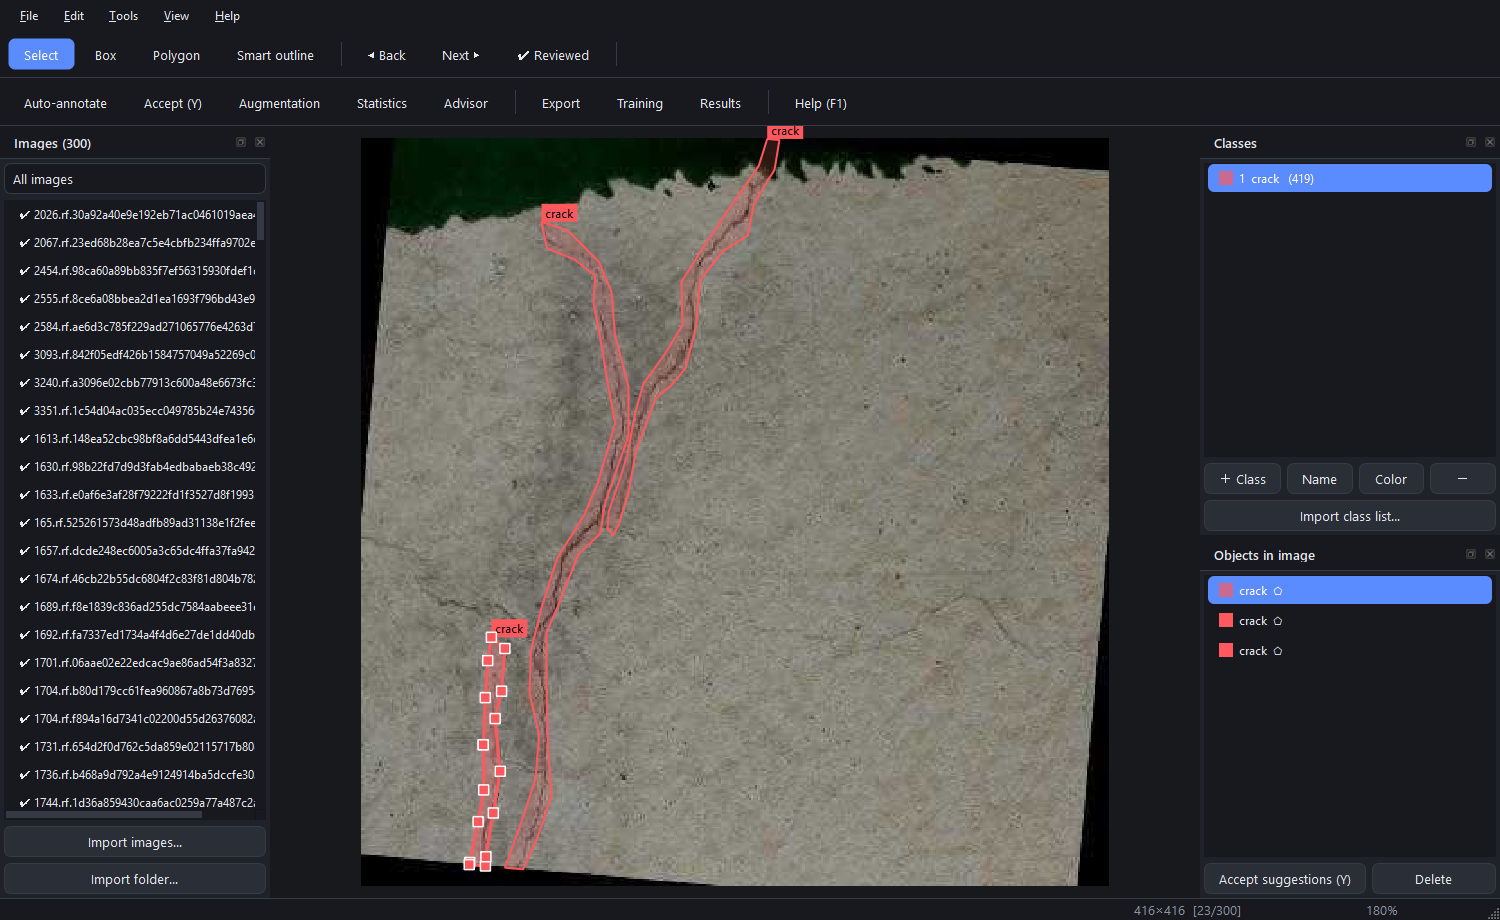 File Edit Tools View Help
Select Box Polygon Smart outline ◂ Back Next ▸ ✔ Reviewed
Auto-annotate Accept (Y) Augmentation Statistics Advisor Export Training Results Help (F1)
Images (300)
All images
✔ 2026.rf.30a92a40e9e192eb71ac0461019aea4
✔ 2067.rf.23ed68b28ea7c5e4cbfb234ffa9702e
✔ 2454.rf.98ca60a89bb835f7ef56315930fdef1
✔ 2555.rf.8ce6a08bbea2d1ea1693f796bd43e9
✔ 2584.rf.ae6d3c785f229ad271065776e4263d
✔ 3093.rf.842f05edf426b1584757049a52269c0
✔ 3240.rf.a3096e02cbb77913c600a48e6673fc
✔ 3351.rf.1c54d04ac035ecc049785b24e74356
✔ 1613.rf.148ea52cbc98bf8a6dd5443dfea1e6
✔ 1630.rf.98b22fd7d9d3fab4edbabaeb38c492
✔ 1633.rf.e0af6e3af28f79222fd1f3527d8f1993
✔ 165.rf.525261573d48adfb89ad31138e1f2fee
✔ 1657.rf.dcde248ec6005a3c65dc4ffa37fa942
✔ 1674.rf.46cb22b55dc6804f2c83f81d804b78
✔ 1689.rf.f8e1839c836ad255dc7584aabeee31
✔ 1692.rf.fa7337ed1734a4f4d6e27de1dd40db
✔ 1701.rf.06aae02e22edcac9ae86ad54f3a832
✔ 1704.rf.b80d179cc61fea960867a8b73d7695
✔ 1704.rf.f894a16d7341c02200d55d26376082
✔ 1731.rf.654d2f0d762c5da859e02115717b80
✔ 1736.rf.b468a9d792a4e9124914ba5dccfe30
✔ 1744.rf.1d36a859430caa6ac0259a77a487c2
Import images...
Import folder...
crack
crack
crack
Classes
1 crack (419)
+ Class Name Color −
Import class list...
Objects in image
crack
crack
crack
Accept suggestions (Y) Delete
416×416 [23/300] 180%